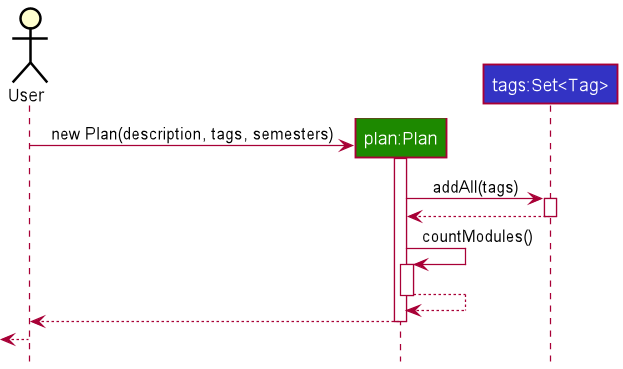 User
tags:Set<Tag>
new Plan(description, tags, semesters)
plan:Plan
addAll(tags)
countModules()